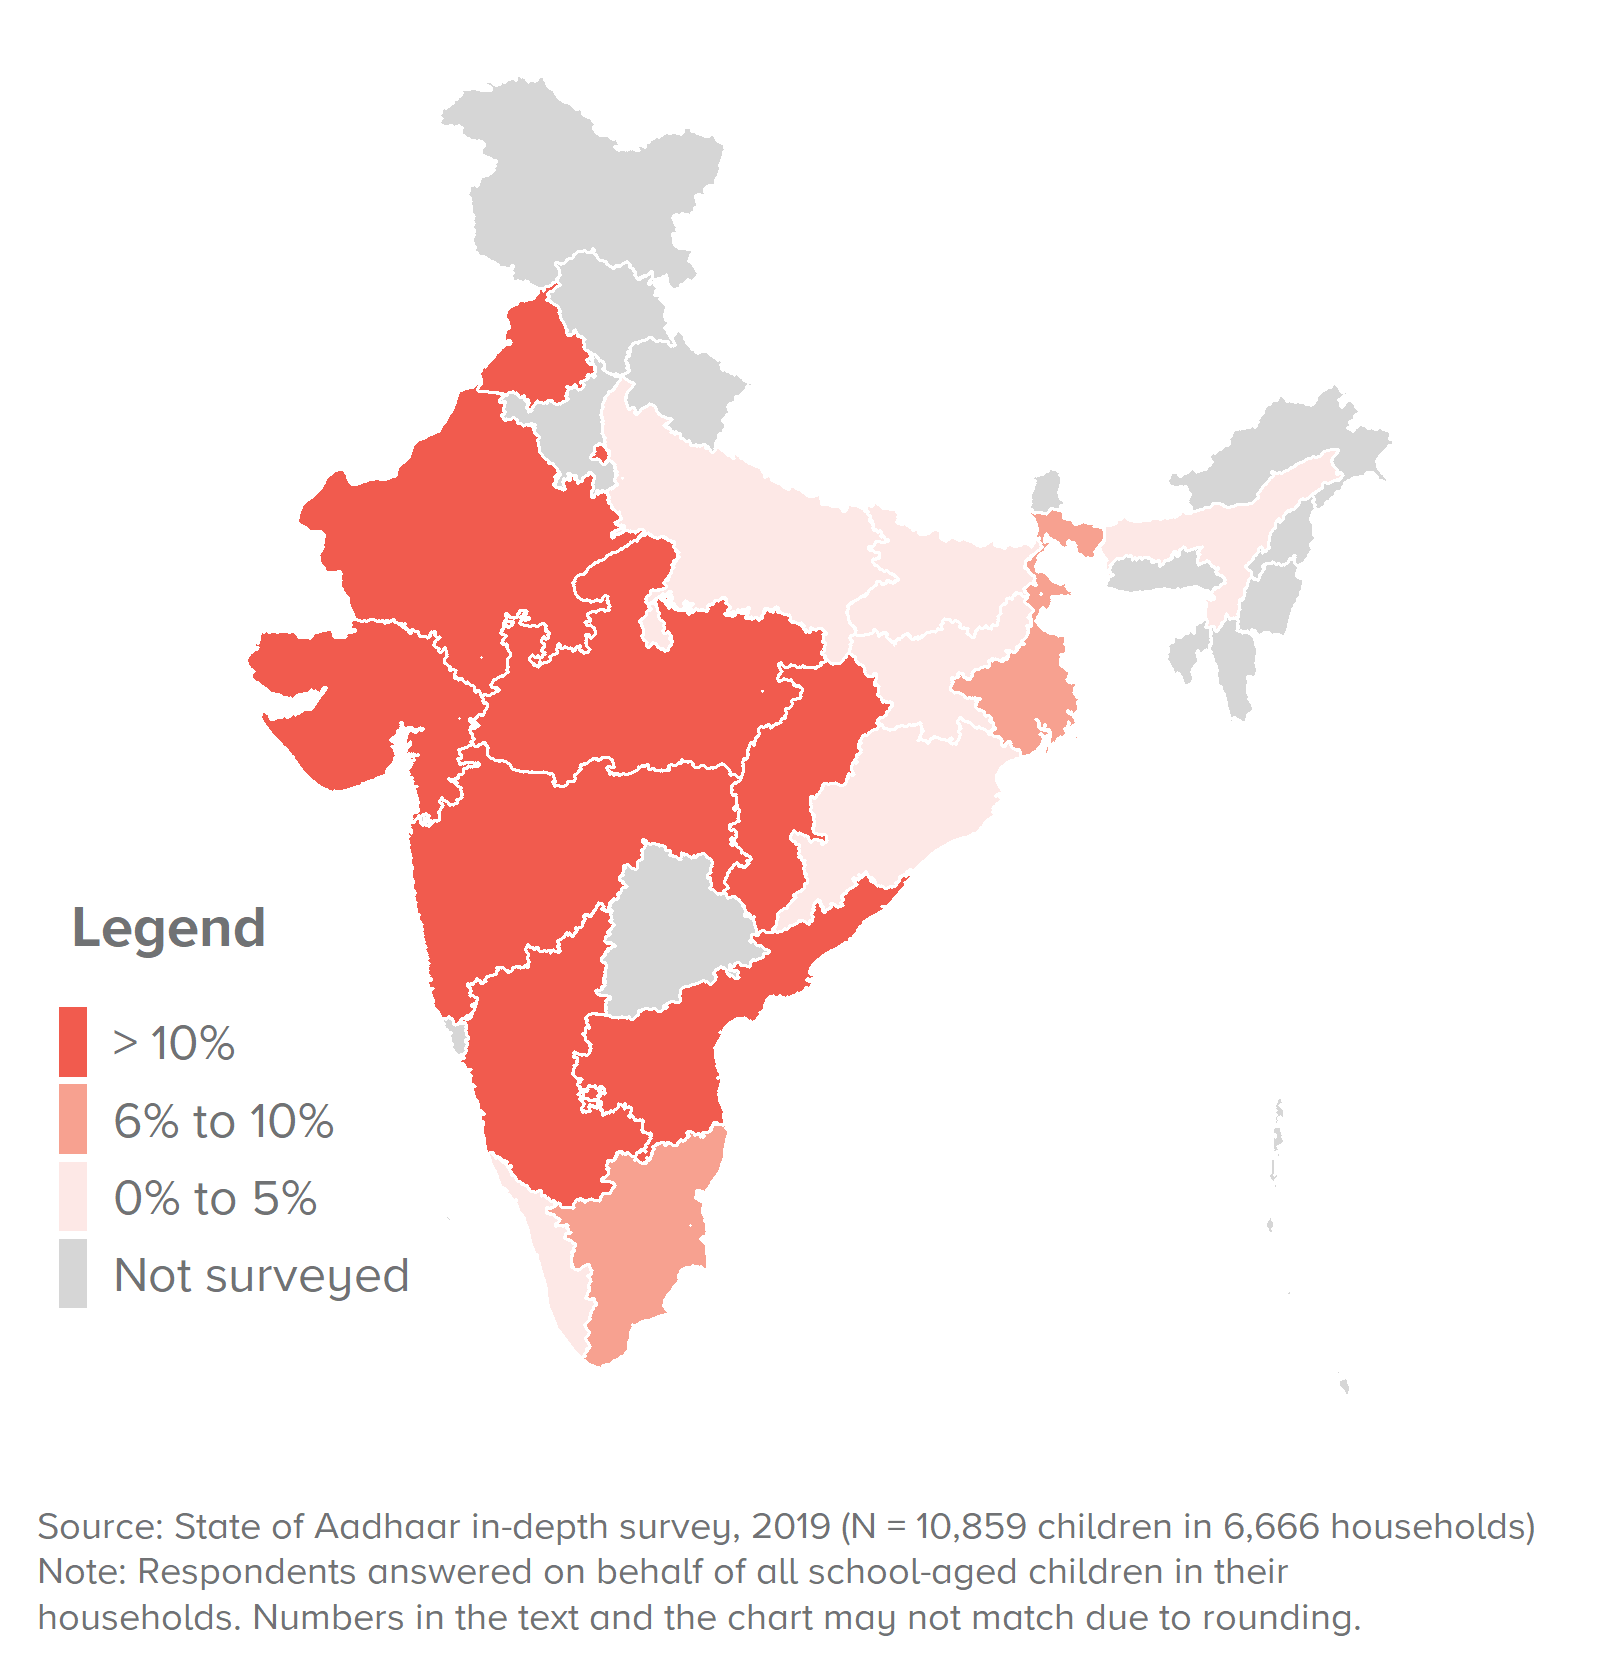 Legend
> 10%
6% to 10%
0% to 5%
Not surveyed
Source: State of Aadhaar in-depth survey, 2019 (N = 10,859 children in 6,666 households)
Note: Respondents answered on behalf of all school-aged children in their
households. Numbers in the text and the chart may not match due to rounding.